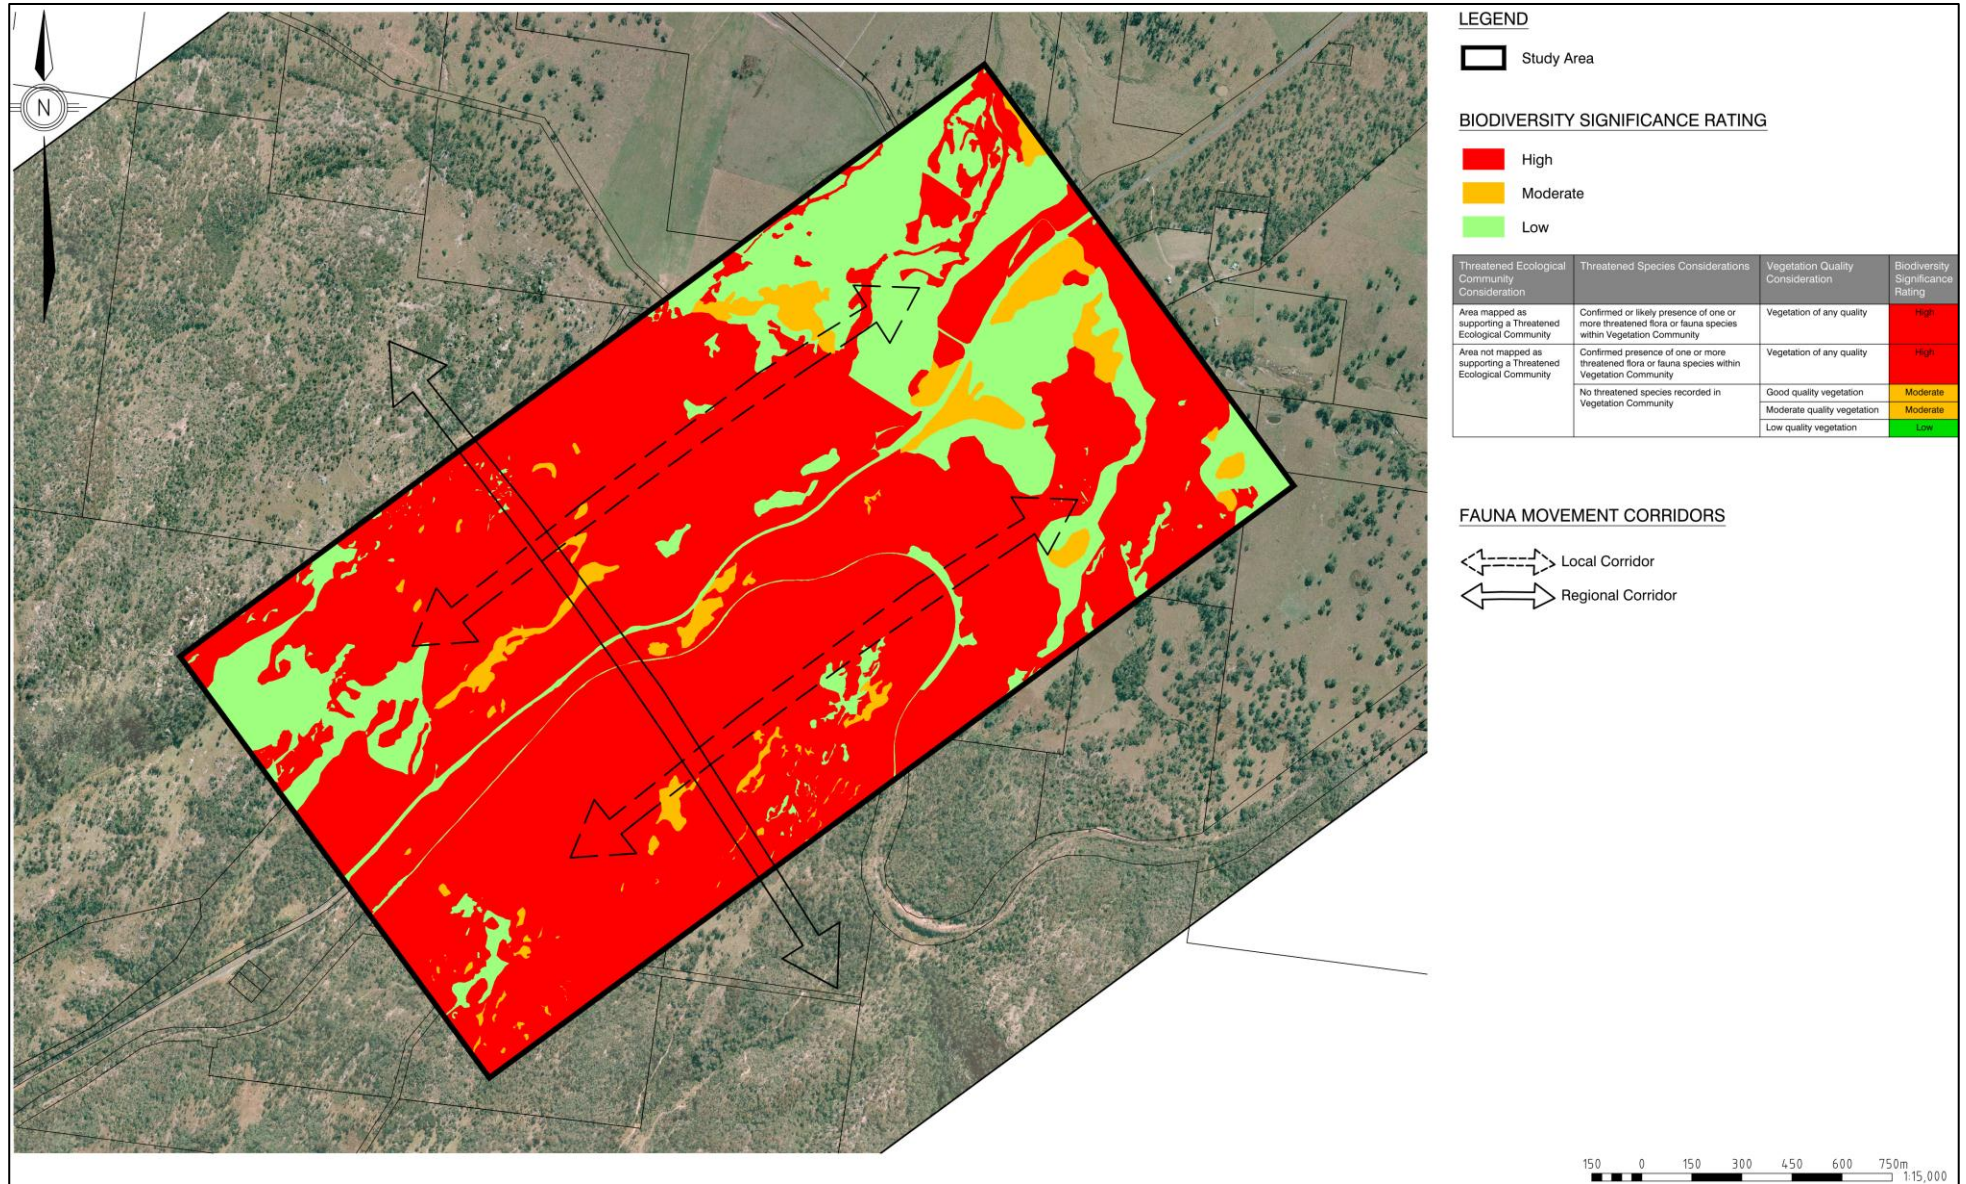 N
LEGEND
Study Area
BIODIVERSITY SIGNIFICANCE RATING
High
Moderate
Low
Threatened Ecological
Community
Consideration
Threatened Species Considerations
Vegetation Quality
Consideration
Biodiversity
Significance
Rating
Area mapped as
supporting a Threatened
Ecological Community
Confirmed or likely presence of one or
more threatened flora or fauna species
within Vegetation Community
Vegetation of any quality
High
Area not mapped as
supporting a Threatened
Ecological Community
Confirmed presence of one or more
threatened flora or fauna species within
Vegetation Community
Vegetation of any quality
High
No threatened species recorded in
Vegetation Community
Good quality vegetation
Moderate
Moderate quality vegetation
Moderate
Low quality vegetation
Low
FAUNA MOVEMENT CORRIDORS
Local Corridor
Regional Corridor
150 0 150 300 450 600 750m
1:15,000